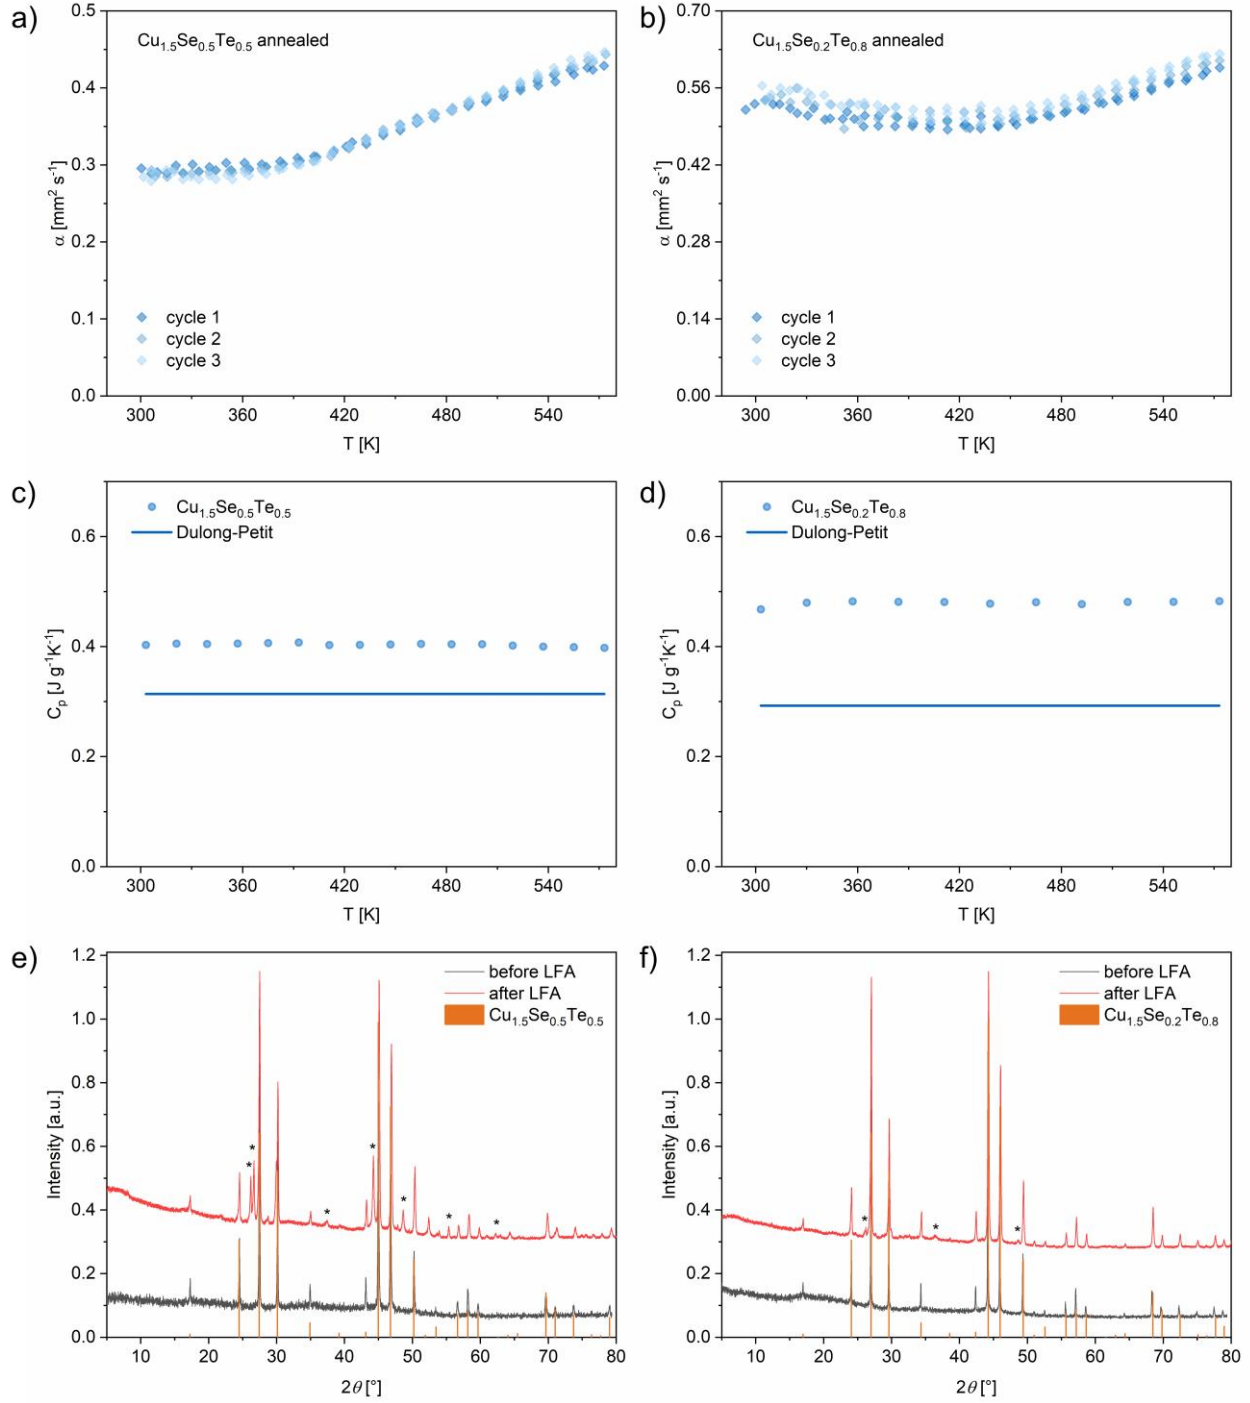 a)
0.5
0.4
0.3
0.2
0.1
0.0
α [mm² s⁻¹]
Cu₁.₅Se₀.₅Te₀.₅ annealed
cycle 1
cycle 2
cycle 3
300 360 420 480 540
T [K]
b)
0.70
0.56
0.42
0.28
0.14
0.00
α [mm² s⁻¹]
Cu₁.₅Se₀.₂Te₀.₈ annealed
cycle 1
cycle 2
cycle 3
300 360 420 480 540
T [K]
c)
0.6
0.4
0.2
0.0
Cₚ [J g⁻¹K⁻¹]
Cu₁.₅Se₀.₅Te₀.₅
Dulong-Petit
300 360 420 480 540
T [K]
d)
0.6
0.4
0.2
0.0
Cₚ [J g⁻¹K⁻¹]
Cu₁.₅Se₀.₂Te₀.₈
Dulong-Petit
300 360 420 480 540
T [K]
e)
1.2
1.0
0.8
0.6
0.4
0.2
0.0
Intensity [a.u.]
before LFA
after LFA
Cu₁.₅Se₀.₅Te₀.₅
* * * * * * *
10 20 30 40 50 60 70 80
2θ [°]
f)
1.2
1.0
0.8
0.6
0.4
0.2
0.0
Intensity [a.u.]
before LFA
after LFA
Cu₁.₅Se₀.₂Te₀.₈
* * *
10 20 30 40 50 60 70 80
2θ [°]